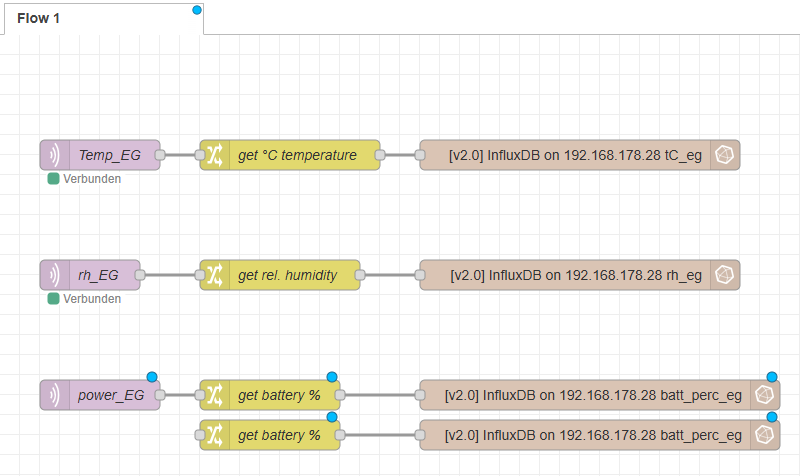 Flow 1
Temp_EG get °C temperature [v2.0] InfluxDB on 192.168.178.28 tC_eg
Verbunden
rh_EG get rel. humidity [v2.0] InfluxDB on 192.168.178.28 rh_eg
Verbunden
power_EG get battery % [v2.0] InfluxDB on 192.168.178.28 batt_perc_eg
get battery % [v2.0] InfluxDB on 192.168.178.28 batt_perc_eg